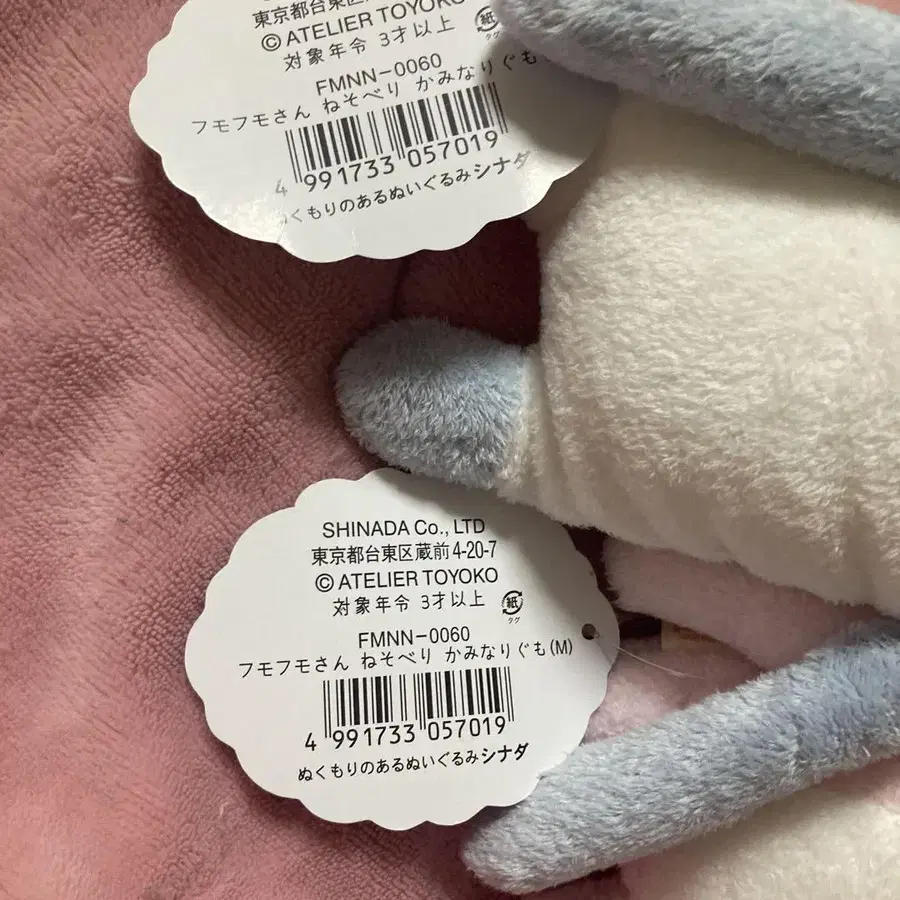 東京都台東区
© ATELIER TOYOKO
対象年令 3才以上
紙
タグ
FMNN-0060
フモフモさん ねそべり かみなりぐも
4 991733 057019
くもりのあるぬいぐるみシナダ
SHINADA Co., LTD
東京都台東区蔵前4-20-7
© ATELIER TOYOKO
対象年令 3才以上
紙
タグ
FMNN-0060
フモフモさん ねそべり かみなりぐも(M)
4 991733 057019
ぬくもりのあるぬいぐるみシナダ